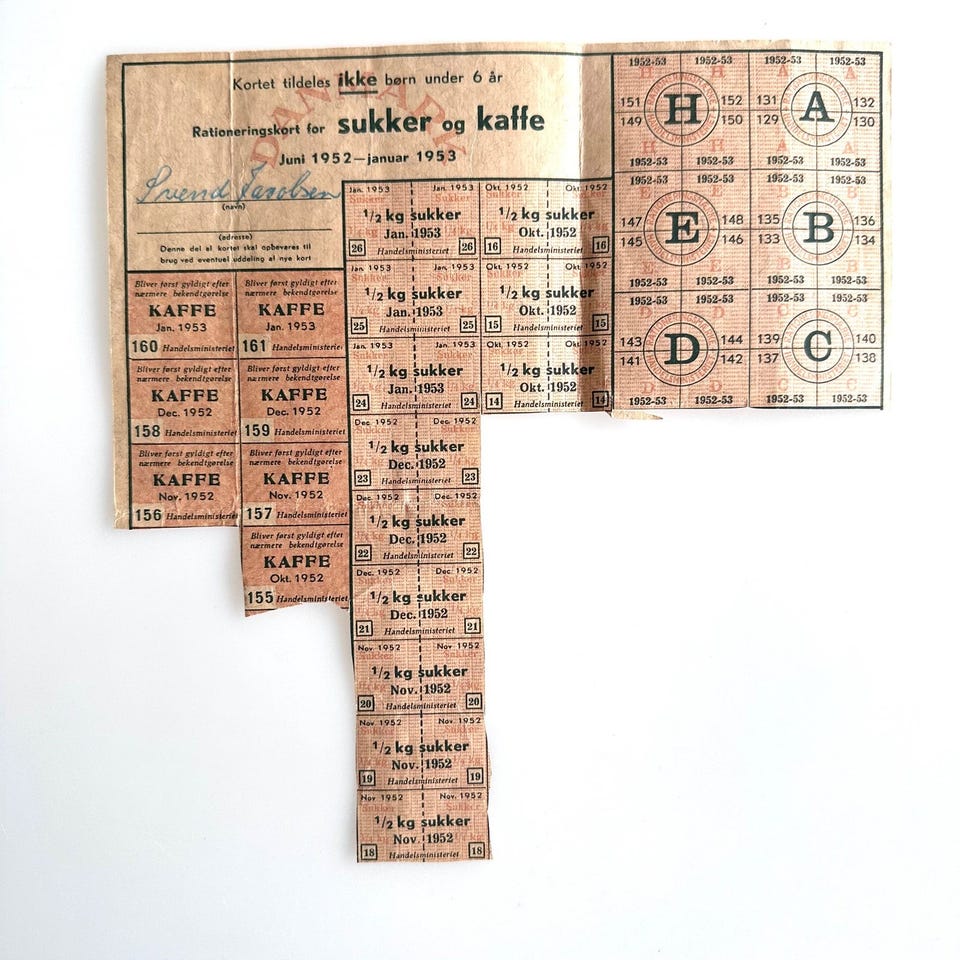 Kortet tildeles ikke børn under 6 år
DANMARK
Rationeringskort for sukker og kaffe
Juni 1952—januar 1953
Svend Jacobsen
(navn)
(adresse)
Denne del af kortet skal opbevares til
brug ved eventuel uddeling af nye kort
Bliver først gyldigt efter
nærmere bekendtgørelse
KAFFE
Jan. 1953
160 Handelsministeriet
Bliver først gyldigt efter
nærmere bekendtgørelse
KAFFE
Jan. 1953
161 Handelsministeriet
Bliver først gyldigt efter
nærmere bekendtgørelse
KAFFE
Dec. 1952
158 Handelsministeriet
Bliver først gyldigt efter
nærmere bekendtgørelse
KAFFE
Dec. 1952
159 Handelsministeriet
Bliver først gyldigt efter
nærmere bekendtgørelse
KAFFE
Nov. 1952
156 Handelsministeriet
Bliver først gyldigt efter
nærmere bekendtgørelse
KAFFE
Nov. 1952
157 Handelsministeriet
Bliver først gyldigt efter
nærmere bekendtgørelse
KAFFE
Okt. 1952
155 Handelsministeriet
Jan. 1953 Jan. 1953
1/2 kg sukker
Jan. 1953
26 Handelsministeriet 26
Jan. 1953 Jan. 1953
1/2 kg sukker
Jan. 1953
25 Handelsministeriet 25
Jan. 1953 Jan. 1953
1/2 kg sukker
Jan. 1953
24 Handelsministeriet 24
Dec. 1952 Dec. 1952
1/2 kg sukker
Dec. 1952
23 Handelsministeriet 23
Dec. 1952 Dec. 1952
1/2 kg sukker
Dec. 1952
22 Handelsministeriet 22
Dec. 1952 Dec. 1952
1/2 kg sukker
Dec. 1952
21 Handelsministeriet 21
Nov. 1952 Nov. 1952
1/2 kg sukker
Nov. 1952
20 Handelsministeriet 20
Nov. 1952 Nov. 1952
1/2 kg sukker
Nov. 1952
19 Handelsministeriet 19
Nov. 1952 Nov. 1952
1/2 kg sukker
Nov. 1952
18 Handelsministeriet 18
Okt. 1952 Okt. 1952
1/2 kg sukker
Okt. 1952
16 Handelsministeriet 16
Okt. 1952 Okt. 1952
1/2 kg sukker
Okt. 1952
15 Handelsministeriet 15
Okt. 1952 Okt. 1952
1/2 kg sukker
Okt. 1952
14 Handelsministeriet 14
1952-53 1952-53 1952-53 1952-53
151 H 152 131 A 132
149 150 129 130
1952-53 1952-53 1952-53 1952-53
1952-53 1952-53 1952-53 1952-53
147 E 148 135 B 136
145 146 133 134
1952-53 1952-53 1952-53 1952-53
1952-53 1952-53 1952-53 1952-53
143 D 144 139 C 140
141 142 137 138
1952-53 1952-53 1952-53 1952-53